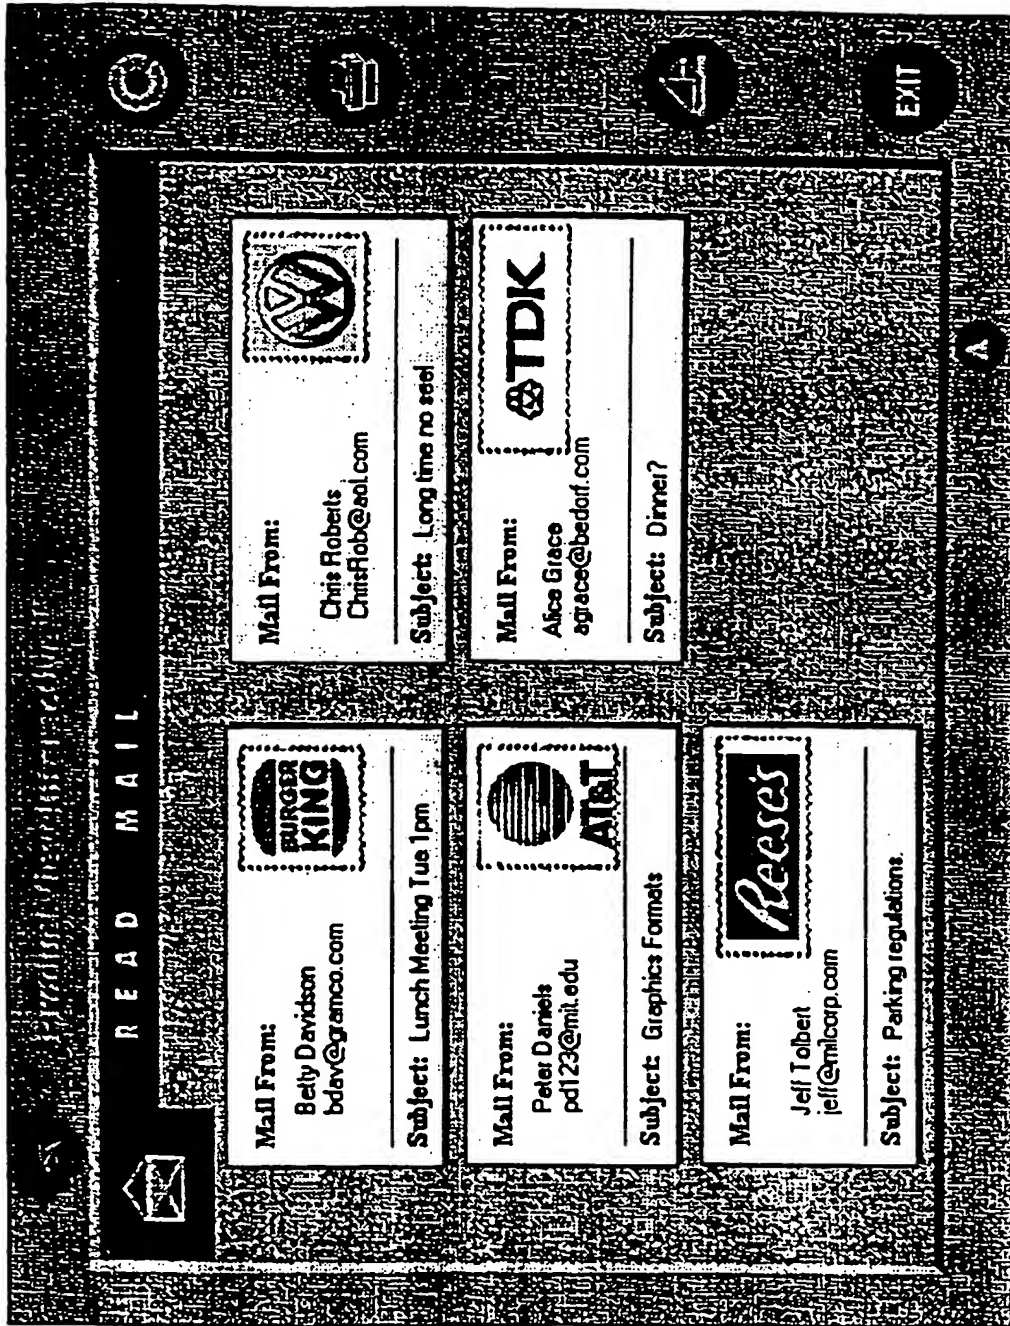 READ MAIL
Mail From:
Betty Davidson
bdav@gramco.com
Subject: Lunch Meeting Tue 1pm
BURGER
KING
Mail From:
Chris Roberts
ChrisRob@aol.com
Subject: Long time no see!
Mail From:
Peter Daniels
pd123@mit.edu
Subject: Graphics Formats
AT&T
Mail From:
Alice Grace
agrace@bedorf.com
Subject: Dinner?
TDK
Mail From:
Jeff Tolbert
jeff@mlcorp.com
Subject: Parking regulations.
Reese's
EXIT